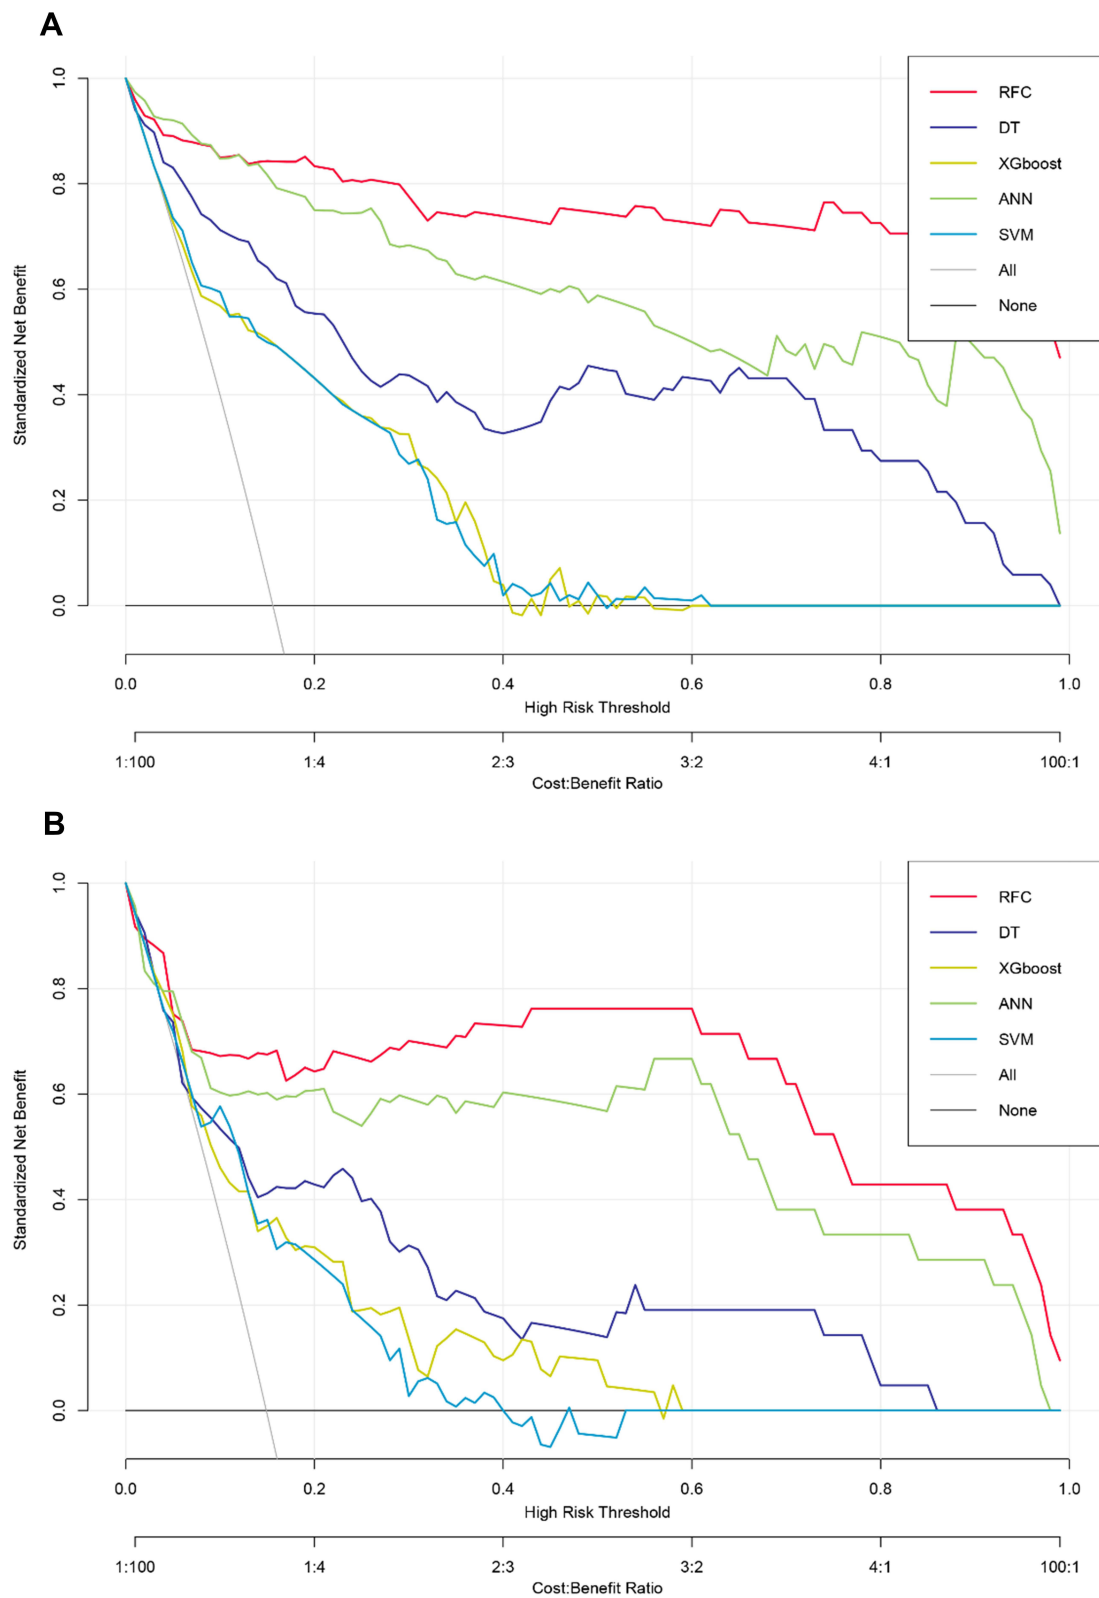 A
1.0
0.8
0.6
0.4
0.2
0.0
Standardized Net Benefit
RFC
DT
XGboost
ANN
SVM
All
None
0.0 0.2 0.4 0.6 0.8 1.0
High Risk Threshold
1:100 1:4 2:3 3:2 4:1 100:1
Cost:Benefit Ratio
B
1.0
0.8
0.6
0.4
0.2
0.0
Standardized Net Benefit
RFC
DT
XGboost
ANN
SVM
All
None
0.0 0.2 0.4 0.6 0.8 1.0
High Risk Threshold
1:100 1:4 2:3 3:2 4:1 100:1
Cost:Benefit Ratio